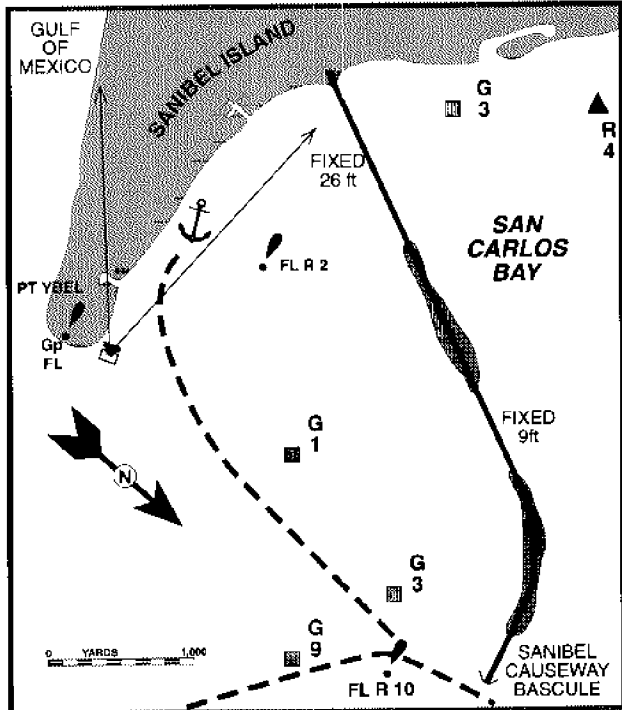 GULF
OF
MEXICO
SANIBEL ISLAND
G
3
R
4
FIXED
26 ft
SAN
CARLOS
BAY
FL R 2
PT YBEL
Gp
FL
G
1
FIXED
9ft
N
G
3
0 YARDS 1,000
G
9
FL R 10
SANIBEL
CAUSEWAY
BASCULE